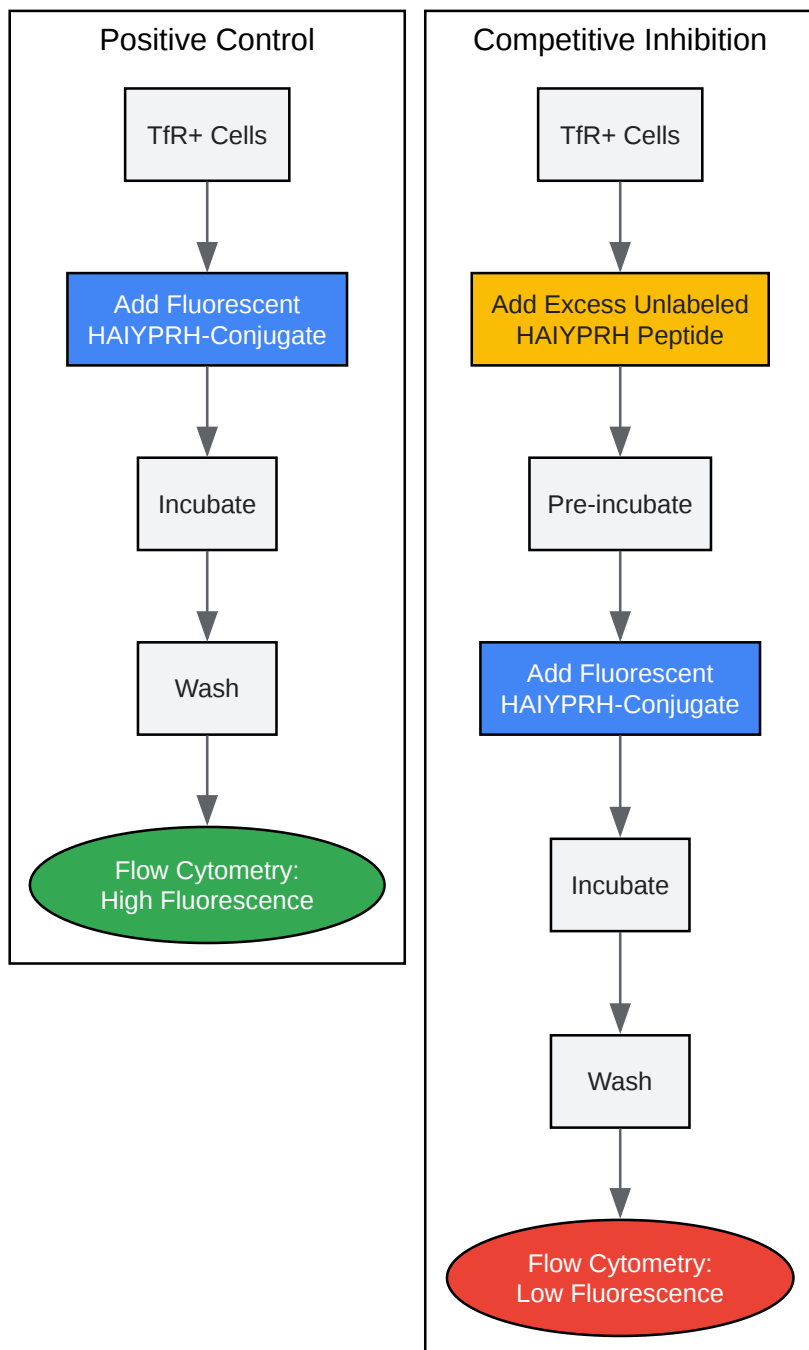 Positive Control
TfR+ Cells
Add Fluorescent
HAIYPRH-Conjugate
Incubate
Wash
Flow Cytometry:
High Fluorescence
Competitive Inhibition
TfR+ Cells
Add Excess Unlabeled
HAIYPRH Peptide
Pre-incubate
Add Fluorescent
HAIYPRH-Conjugate
Incubate
Wash
Flow Cytometry:
Low Fluorescence